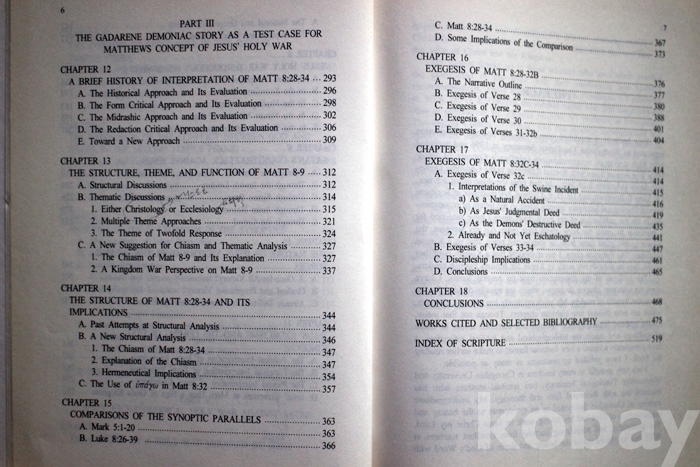 6
PART III
THE GADARENE DEMONIAC STORY AS A TEST CASE FOR
MATTHEWS CONCEPT OF JESUS' HOLY WAR
CHAPTER 12
A BRIEF HISTORY OF INTERPRETATION OF MATT 8:28-34 ... 293
A. The Historical Approach and Its Evaluation ... 296
B. The Form Critical Approach and Its Evaluation ... 298
C. The Midrashic Approach and Its Evaluation ... 302
D. The Redaction Critical Approach and Its Evaluation ... 306
E. Toward a New Approach ... 309
CHAPTER 13
THE STRUCTURE, THEME, AND FUNCTION OF MATT 8-9 ... 312
A. Structural Discussions ... 312
B. Thematic Discussions ... 314
1. Either Christology or Ecclesiology ... 315
2. Multiple Theme Approaches ... 321
3. The Theme of Twofold Response ... 324
C. A New Suggestion for Chiasm and Thematic Analysis ... 327
1. The Chiasm of Matt 8-9 and Its Explanation ... 327
2. A Kingdom War Perspective on Matt 8-9 ... 337
CHAPTER 14
THE STRUCTURE OF MATT 8:28-34 AND ITS
IMPLICATIONS ... 344
A. Past Attempts at Structural Analysis ... 344
B. A New Structural Analysis ... 346
1. The Chiasm of Matt 8:28-34 ... 347
2. Explanation of the Chiasm ... 347
3. Hermeneutical Implications ... 354
C. The Use of ὑπάγω in Matt 8:32 ... 357
CHAPTER 15
COMPARISONS OF THE SYNOPTIC PARALLELS ... 363
A. Mark 5:1-20 ... 363
B. Luke 8:26-39 ... 366
7
C. Matt 8:28-34 ... 367
D. Some Implications of the Comparison ... 373
CHAPTER 16
EXEGESIS OF MATT 8:28-32B
A. The Narrative Outline ... 376
B. Exegesis of Verse 28 ... 377
C. Exegesis of Verse 29 ... 380
D. Exegesis of Verse 30 ... 388
E. Exegesis of Verses 31-32b ... 401
404
CHAPTER 17
EXEGESIS OF MATT 8:32C-34
A. Exegesis of Verse 32c ... 414
1. Interpretations of the Swine Incident ... 414
a) As a Natural Accident ... 415
b) As Jesus' Judgmental Deed ... 416
c) As the Demons' Destructive Deed ... 419
2. Already and Not Yet Eschatology ... 435
B. Exegesis of Verses 33-34 ... 441
C. Discipleship Implications ... 447
D. Conclusions ... 461
465
CHAPTER 18
CONCLUSIONS ... 468
WORKS CITED AND SELECTED BIBLIOGRAPHY ... 475
INDEX OF SCRIPTURE ... 519
kobay